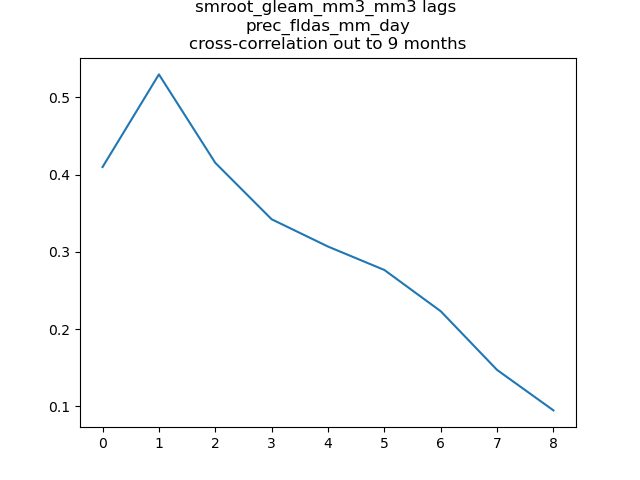 smroot_gleam_mm3_mm3 lags
prec_fldas_mm_day
cross-correlation out to 9 months
0.5
0.4
0.3
0.2
0.1
0 1 2 3 4 5 6 7 8